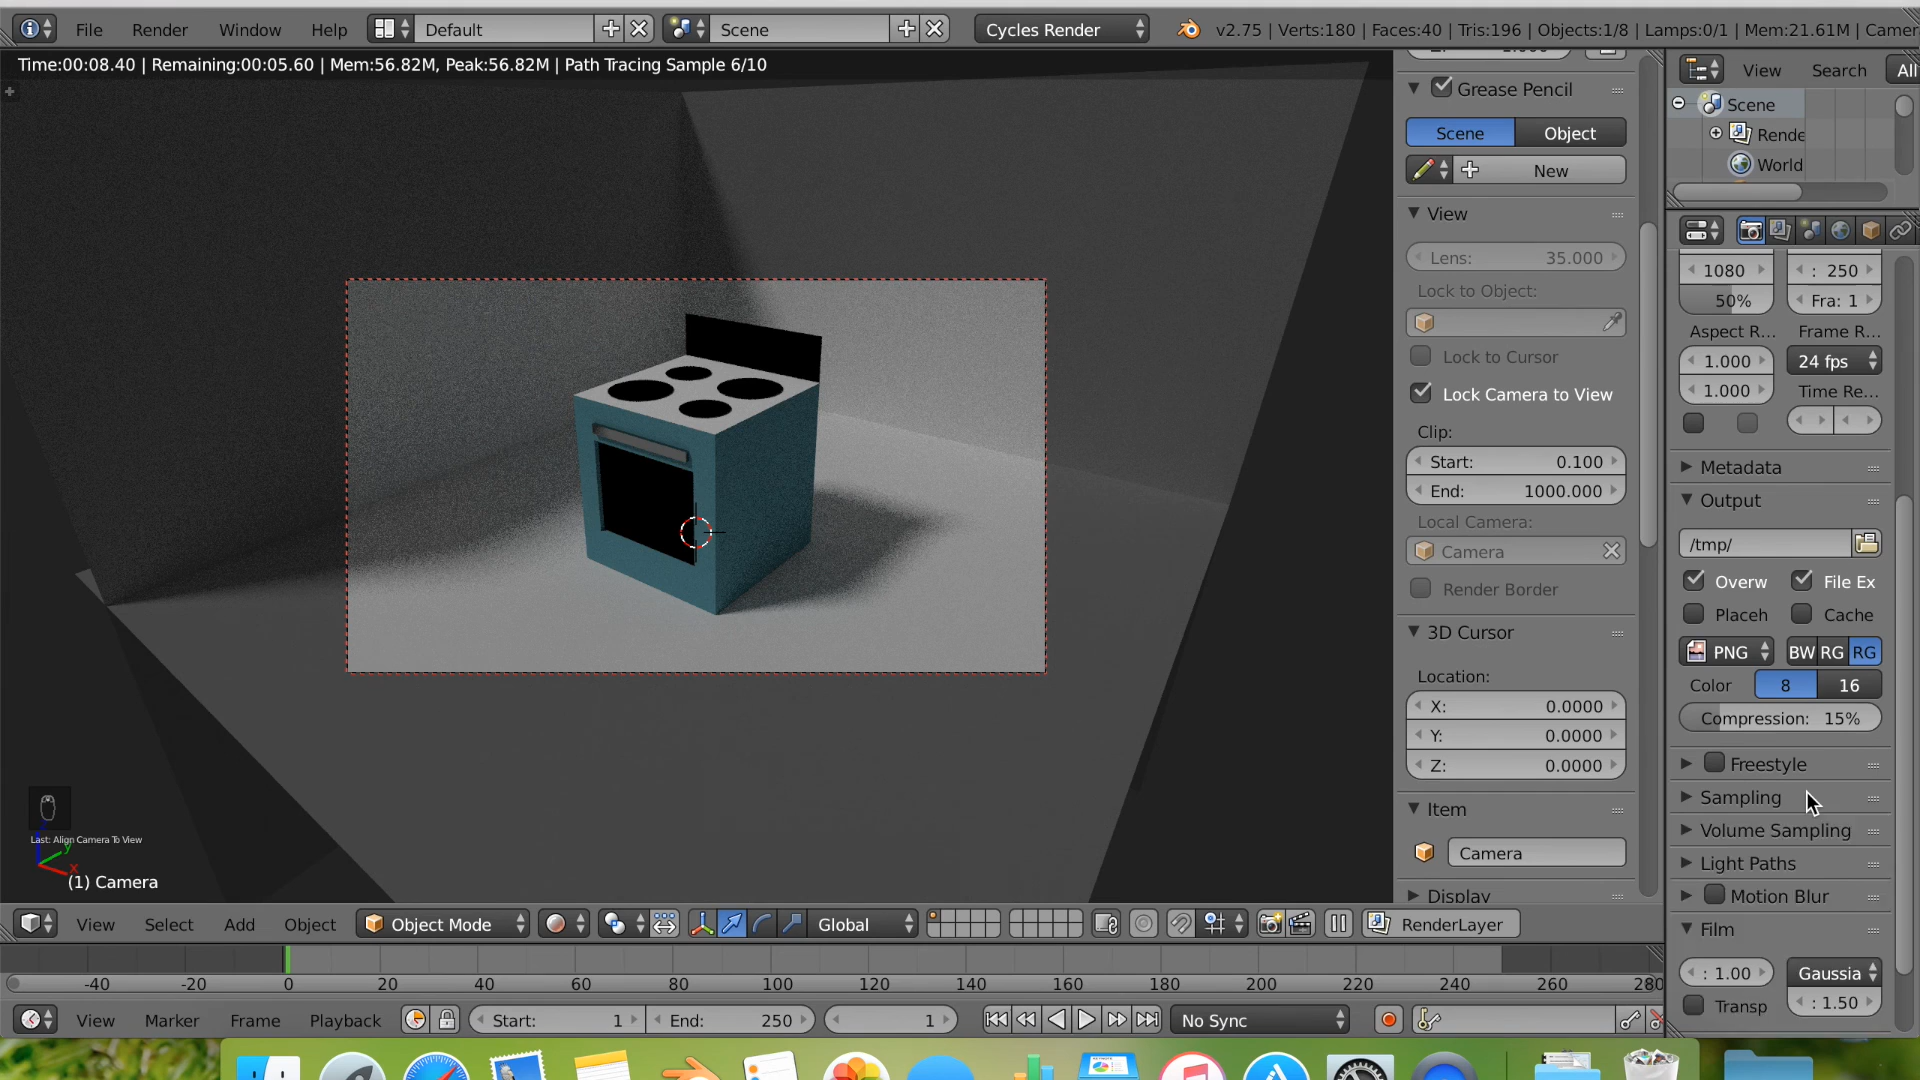 File Render Window Help Default Scene Cycles Render v2.75 | Verts:180 | Faces:40 | Tris:196 | Objects:1/8 | Lamps:0/1 | Mem:21.61M | Camer
Time:00:08.40 | Remaining:00:05.60 | Mem:56.82M, Peak:56.82M | Path Tracing Sample 6/10
Grease Pencil
Scene Object
New
View
Lens: 35.000
Lock to Object:
Lock to Cursor
Lock Camera to View
Clip:
Start: 0.100
End: 1000.000
Local Camera:
Camera
Render Border
3D Cursor
Location:
X: 0.0000
Y: 0.0000
Z: 0.0000
Item
Camera
Display
View Search All
Scene
Rende
World
1080 : 250
50% Fra: 1
Aspect R... Frame R...
1.000 24 fps
1.000 Time Re...
Metadata
Output
/tmp/
Overw File Ex
Placeh Cache
PNG BW RG RG
Color 8 16
Compression: 15%
Freestyle
Sampling
Volume Sampling
Light Paths
Motion Blur
Film
: 1.00 Gaussia
Transp : 1.50
Last: Align Camera To View
y
x
(1) Camera
View Select Add Object Object Mode Global RenderLayer
-40 -20 0 20 40 60 80 100 120 140 160 180 200 220 240 260 280
View Marker Frame Playback Start: 1 End: 250 1 No Sync